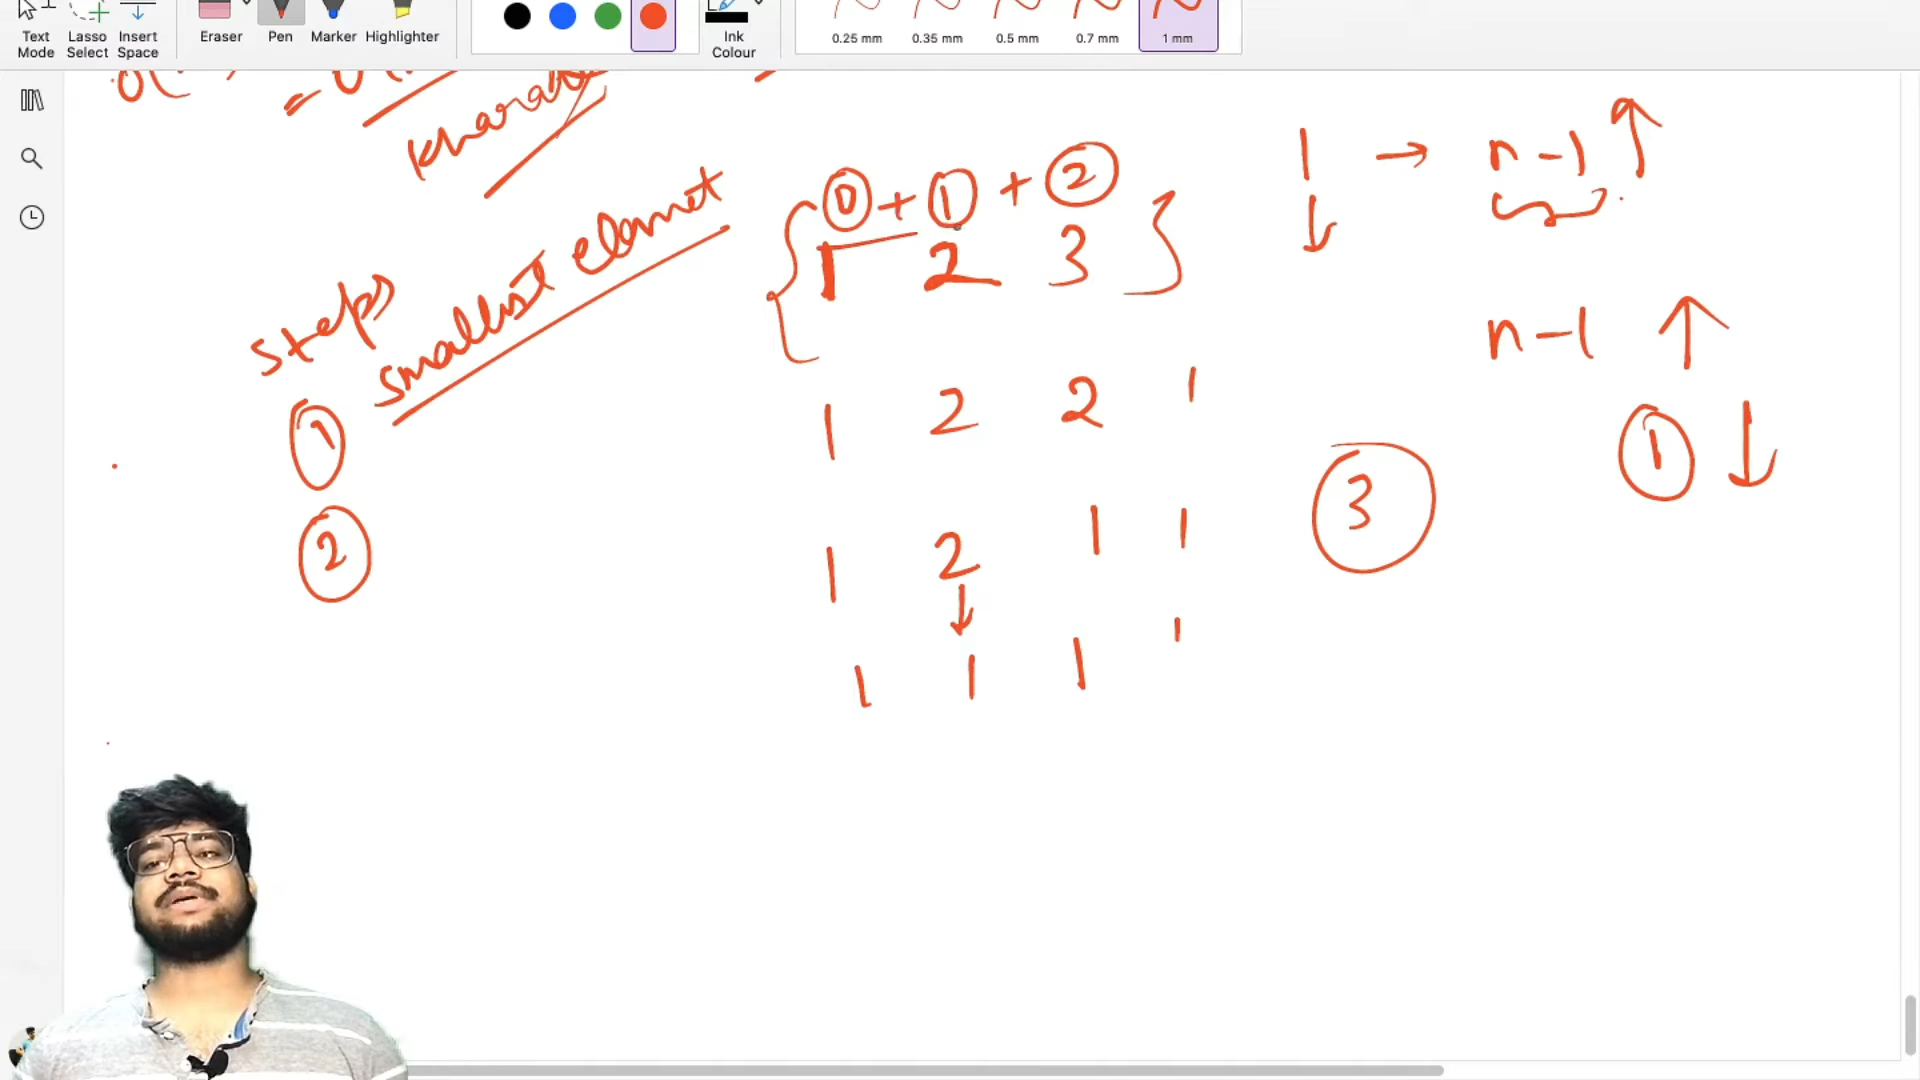 Text Mode
Lasso Select
Insert Space
Eraser
Pen
Marker
Highlighter
Ink Colour
0.25 mm
0.35 mm
0.5 mm
0.7 mm
1 mm
0 + 1 + 2
{ 1 2 3 }
1 → n-1 ↑
↓
steps
smallest elemet
n-1 ↑
1 ↓
1 2 2 1
1
3
2
1 2 1 1
↓
1 1 1 1